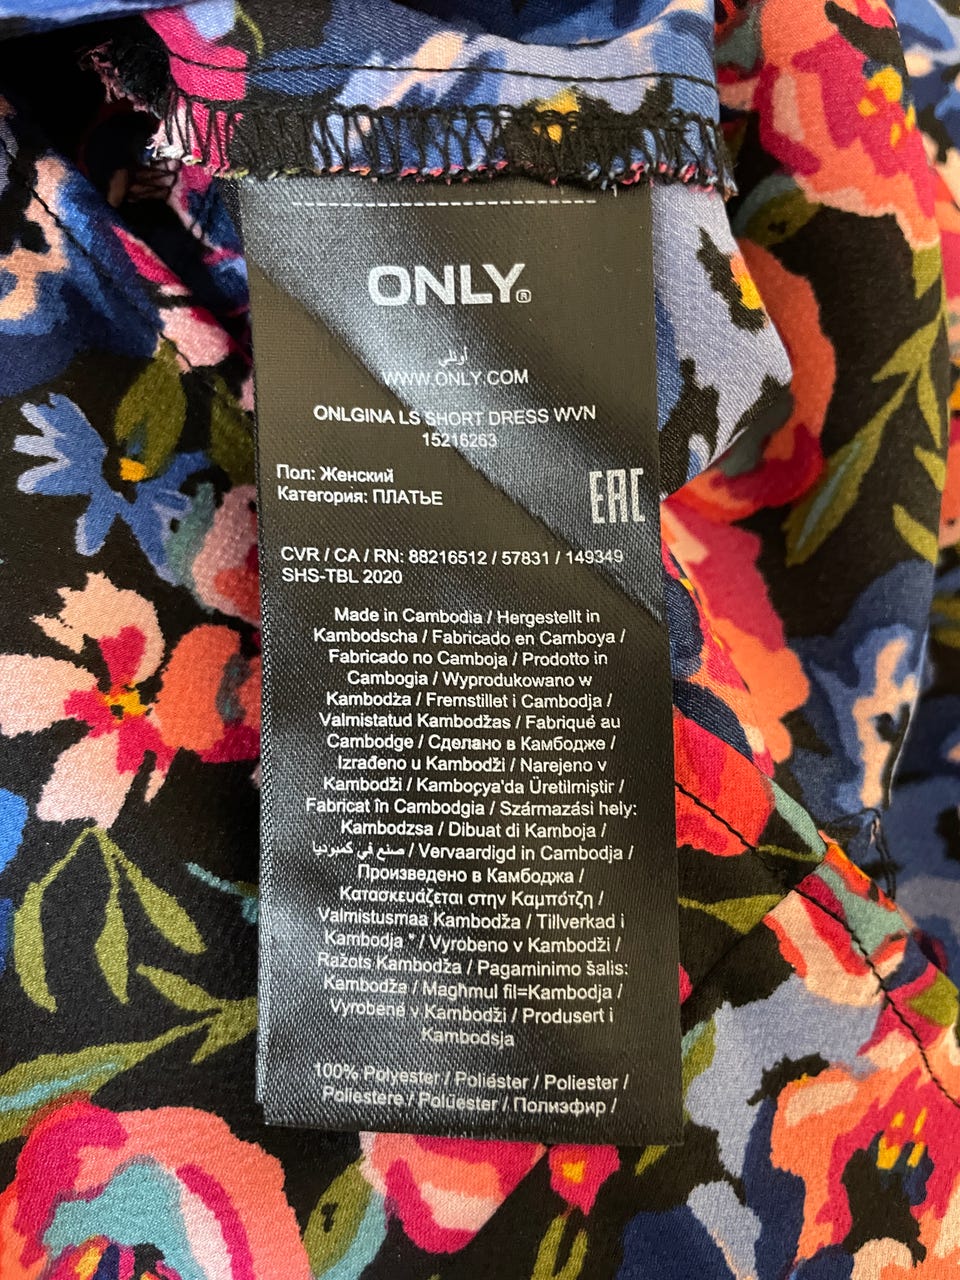 ONLY®
أونلي
WWW.ONLY.COM
ONLGINA LS SHORT DRESS WVN
15216263
Пол: Женский
Категория: ПЛАТЬЕ
EAC
CVR / CA / RN: 88216512 / 57831 / 149349
SHS-TBL 2020
Made in Cambodia / Hergestellt in
Kambodscha / Fabricado en Camboya /
Fabricado no Camboja / Prodotto in
Cambogia / Wyprodukowano w
Kambodża / Fremstillet i Cambodja /
Valmistatud Kambodžas / Fabriqué au
Cambodge / Сделано в Камбодже /
Izrađeno u Kambodži / Narejeno v
Kambodži / Kamboçya'da Üretilmiştir /
Fabricat în Cambodgia / Származási hely:
Kambodzsa / Dibuat di Kamboja /
صنع في كمبوديا / Vervaardigd in Cambodja /
Произведено в Камбоджа /
Κατασκευάζεται στην Καμπότζη /
Valmistusmaa Kambodža / Tillverkad i
Kambodja * / Vyrobeno v Kambodži /
Ražots Kambodža / Pagaminimo šalis:
Kambodža / Magħmul fil=Kambodja /
Vyrobené v Kambodži / Produsert i
Kambodsja
100% Polyester / Poliéster / Poliester /
Poliestere / Polüester / Полиэфир /